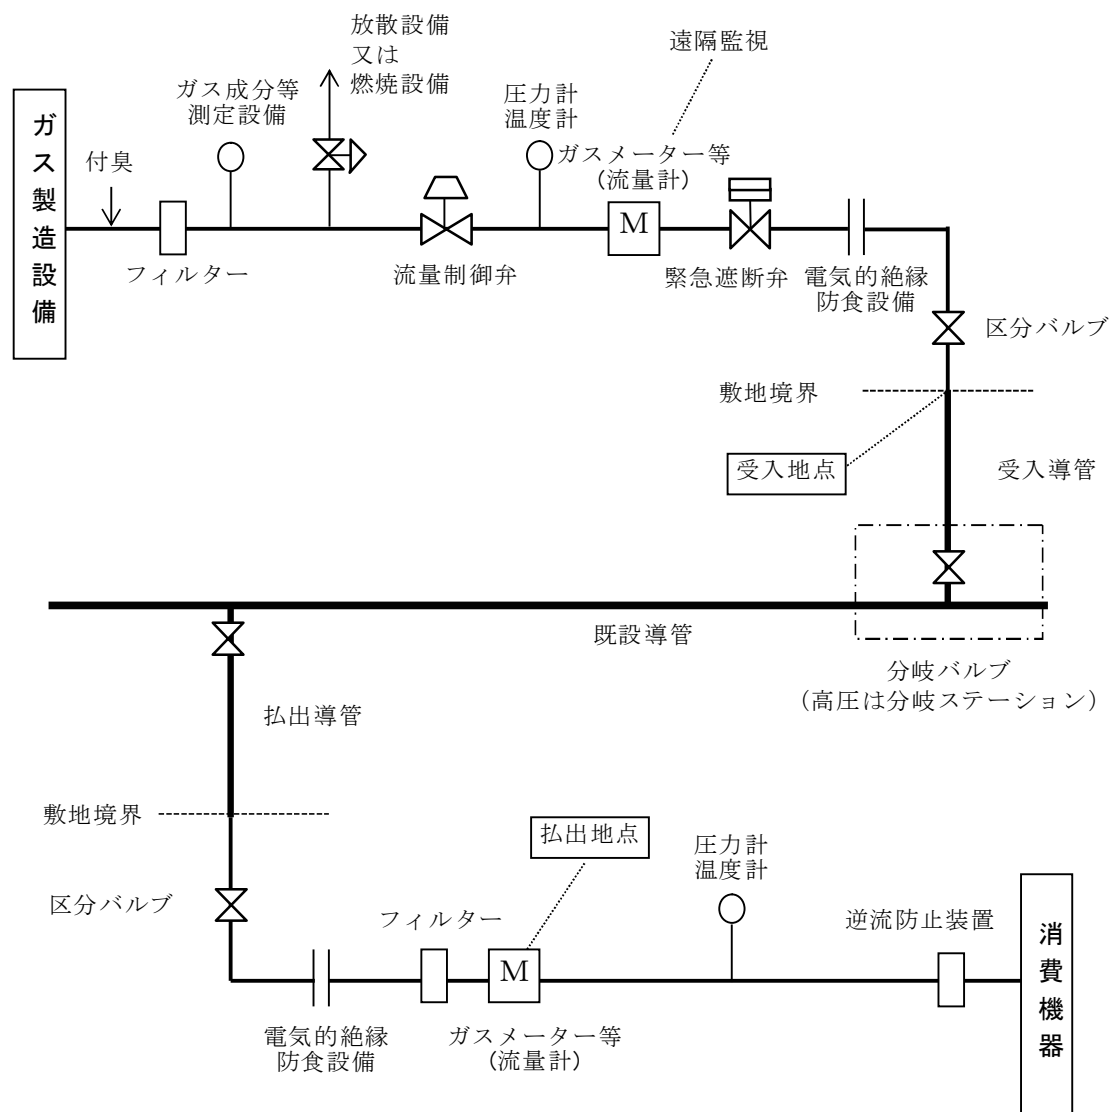 放散設備
又は
燃焼設備
遠隔監視
ガス成分等
測定設備
圧力計
温度計
ガス製造設備
付臭
ガスメーター等
(流量計)
M
フィルター
流量制御弁
緊急遮断弁
電気的絶縁
防食設備
区分バルブ
敷地境界
受入地点
受入導管
既設導管
分岐バルブ
（高圧は分岐ステーション）
払出導管
敷地境界
払出地点
圧力計
温度計
区分バルブ
フィルター
逆流防止装置
消費機器
M
電気的絶縁
防食設備
ガスメーター等
(流量計)